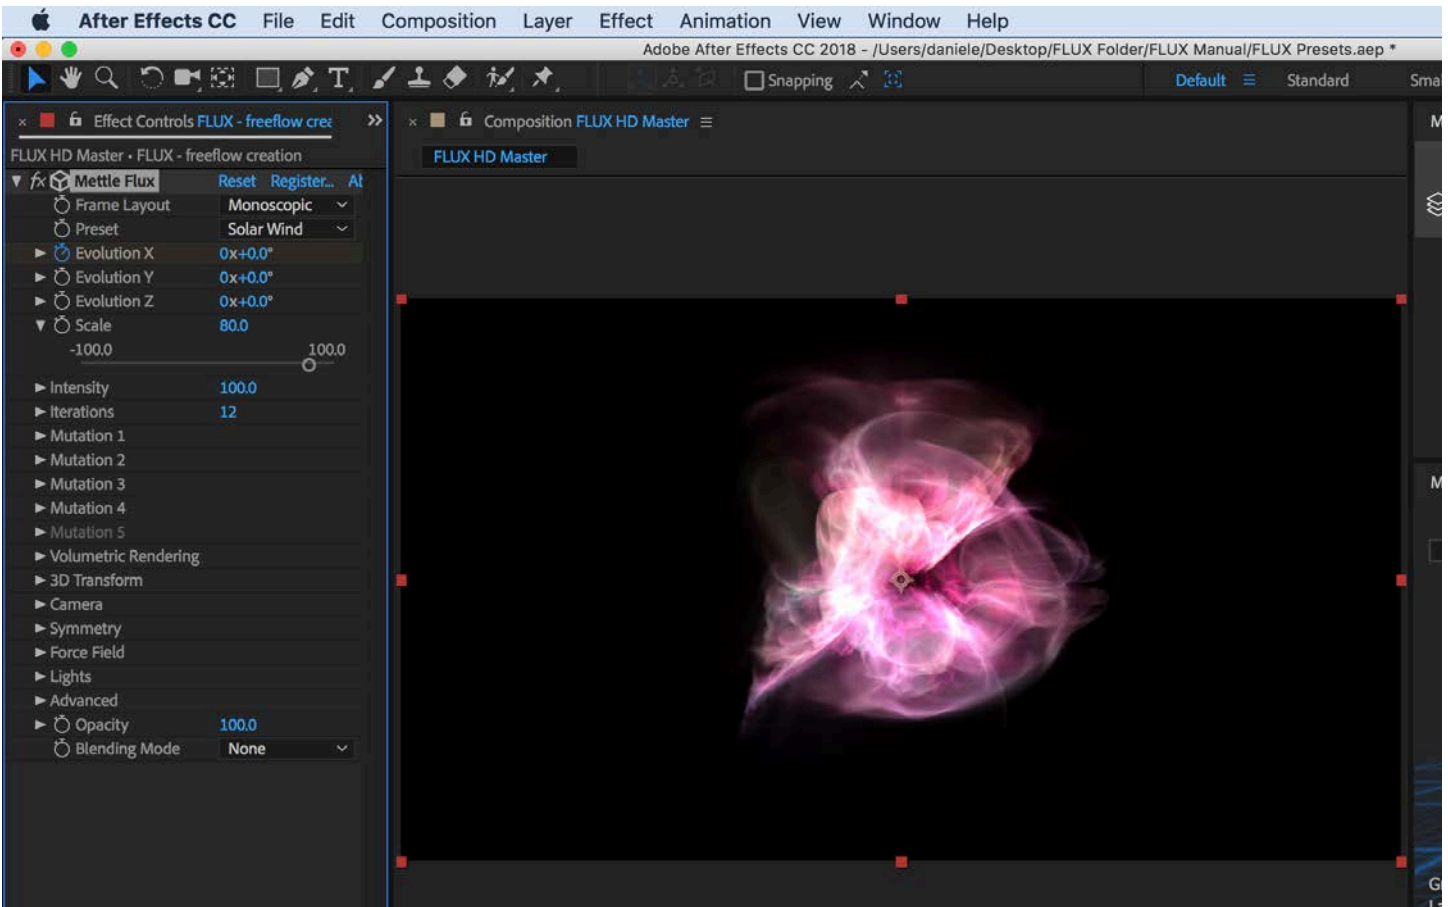 After Effects CC File Edit Composition Layer Effect Animation View Window Help
Adobe After Effects CC 2018 - /Users/daniele/Desktop/FLUX Folder/FLUX Manual/FLUX Presets.aep *
T Snapping Default Standard
Effect Controls FLUX - freeflow Composition FLUX HD Master
FLUX HD Master • FLUX - freeflow creation
FLUX HD Master
fx Mettle Flux Reset Register...
Frame Layout Monoscopic
Preset Solar Wind
Evolution X 0x+0.0°
Evolution Y 0x+0.0°
Evolution Z 0x+0.0°
Scale 80.0
-100.0 100.0
Intensity 100.0
Iterations 12
Mutation 1
Mutation 2
Mutation 3
Mutation 4
Mutation 5
Volumetric Rendering
3D Transform
Camera
Symmetry
Force Field
Lights
Advanced
Opacity 100.0
Blending Mode None